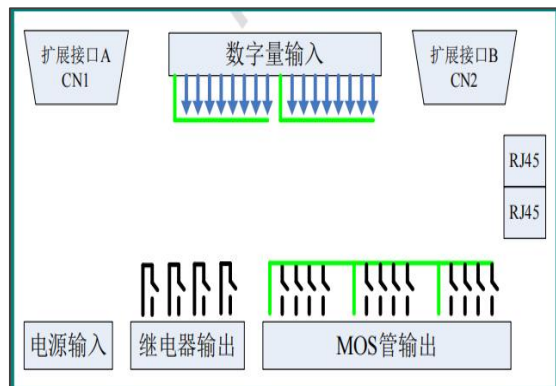 扩展接口A
CN1
数字量输入
扩展接口B
CN2
RJ45
RJ45
电源输入
继电器输出
MOS管输出